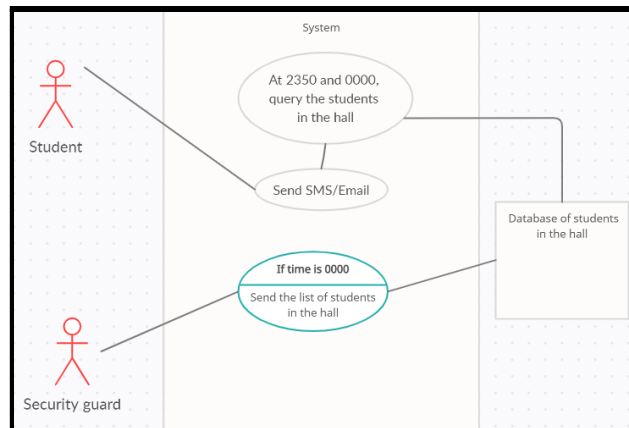 System
At 2350 and 0000,
query the students
in the hall
Student
Send SMS/Email
Database of students
in the hall
If time is 0000
Send the list of students
in the hall
Security guard